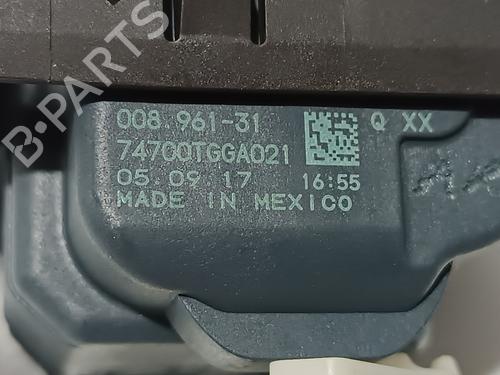 008 961-31 Q XX
74700TGGA021
05.09.17 16:55
MADE IN MEXICO
B-PARTS